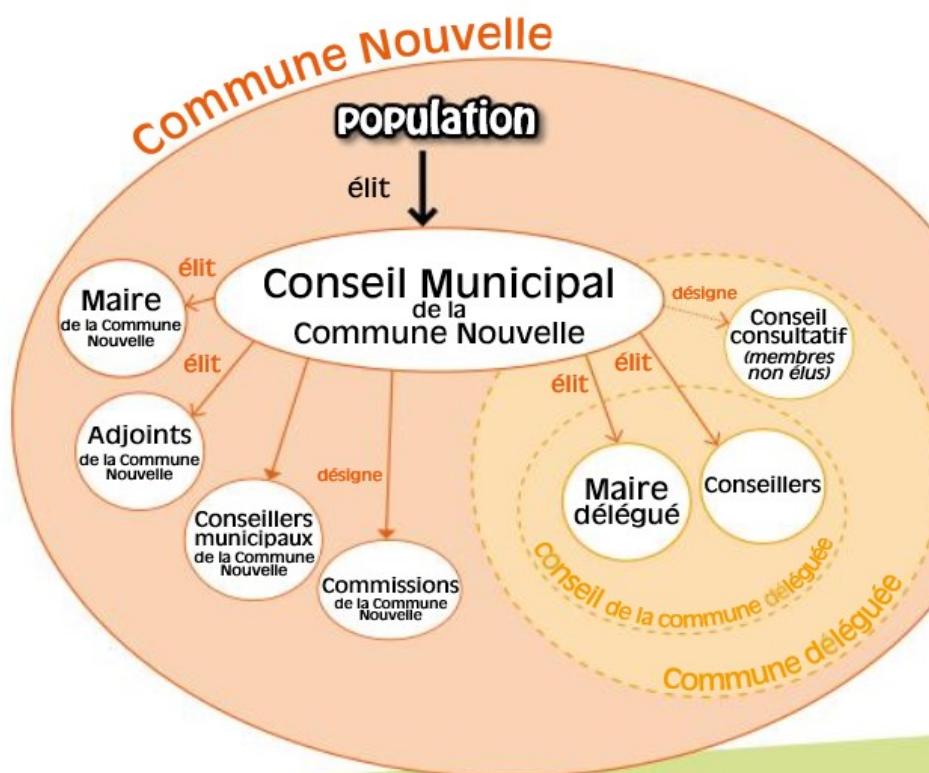 Commune Nouvelle
population
élit
Conseil Municipal
de la
Commune Nouvelle
élit
Maire
de la Commune
Nouvelle
élit
Adjoints
de la Commune
Nouvelle
Conseillers
municipaux
de la Commune
Nouvelle
désigne
Commissions
de la Commune
Nouvelle
désigne
Conseil
consultatif
(membres
non élus)
élit
élit
Maire
délégué
Conseillers
conseil de la commune déléguée
Commune déléguée